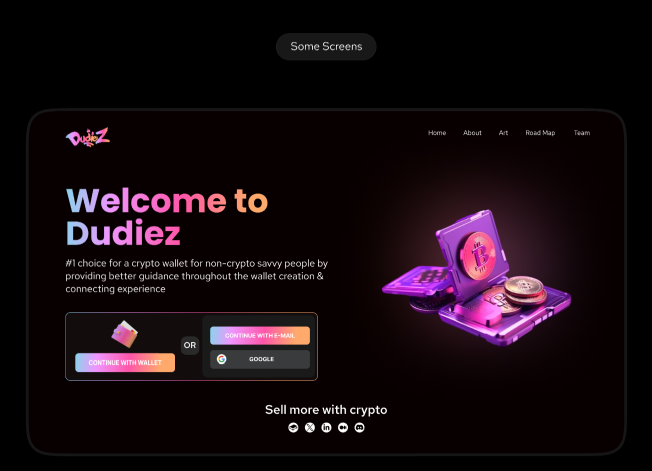 Some Screens
DudieZ
Home About Art Road Map Team
Welcome to
Dudiez
#1 choice for a crypto wallet for non-crypto savvy people by
providing better guidance throughout the wallet creation &
connecting experience
CONTINUE WITH WALLET
OR
CONTINUE WITH E-MAIL
GOOGLE
Sell more with crypto